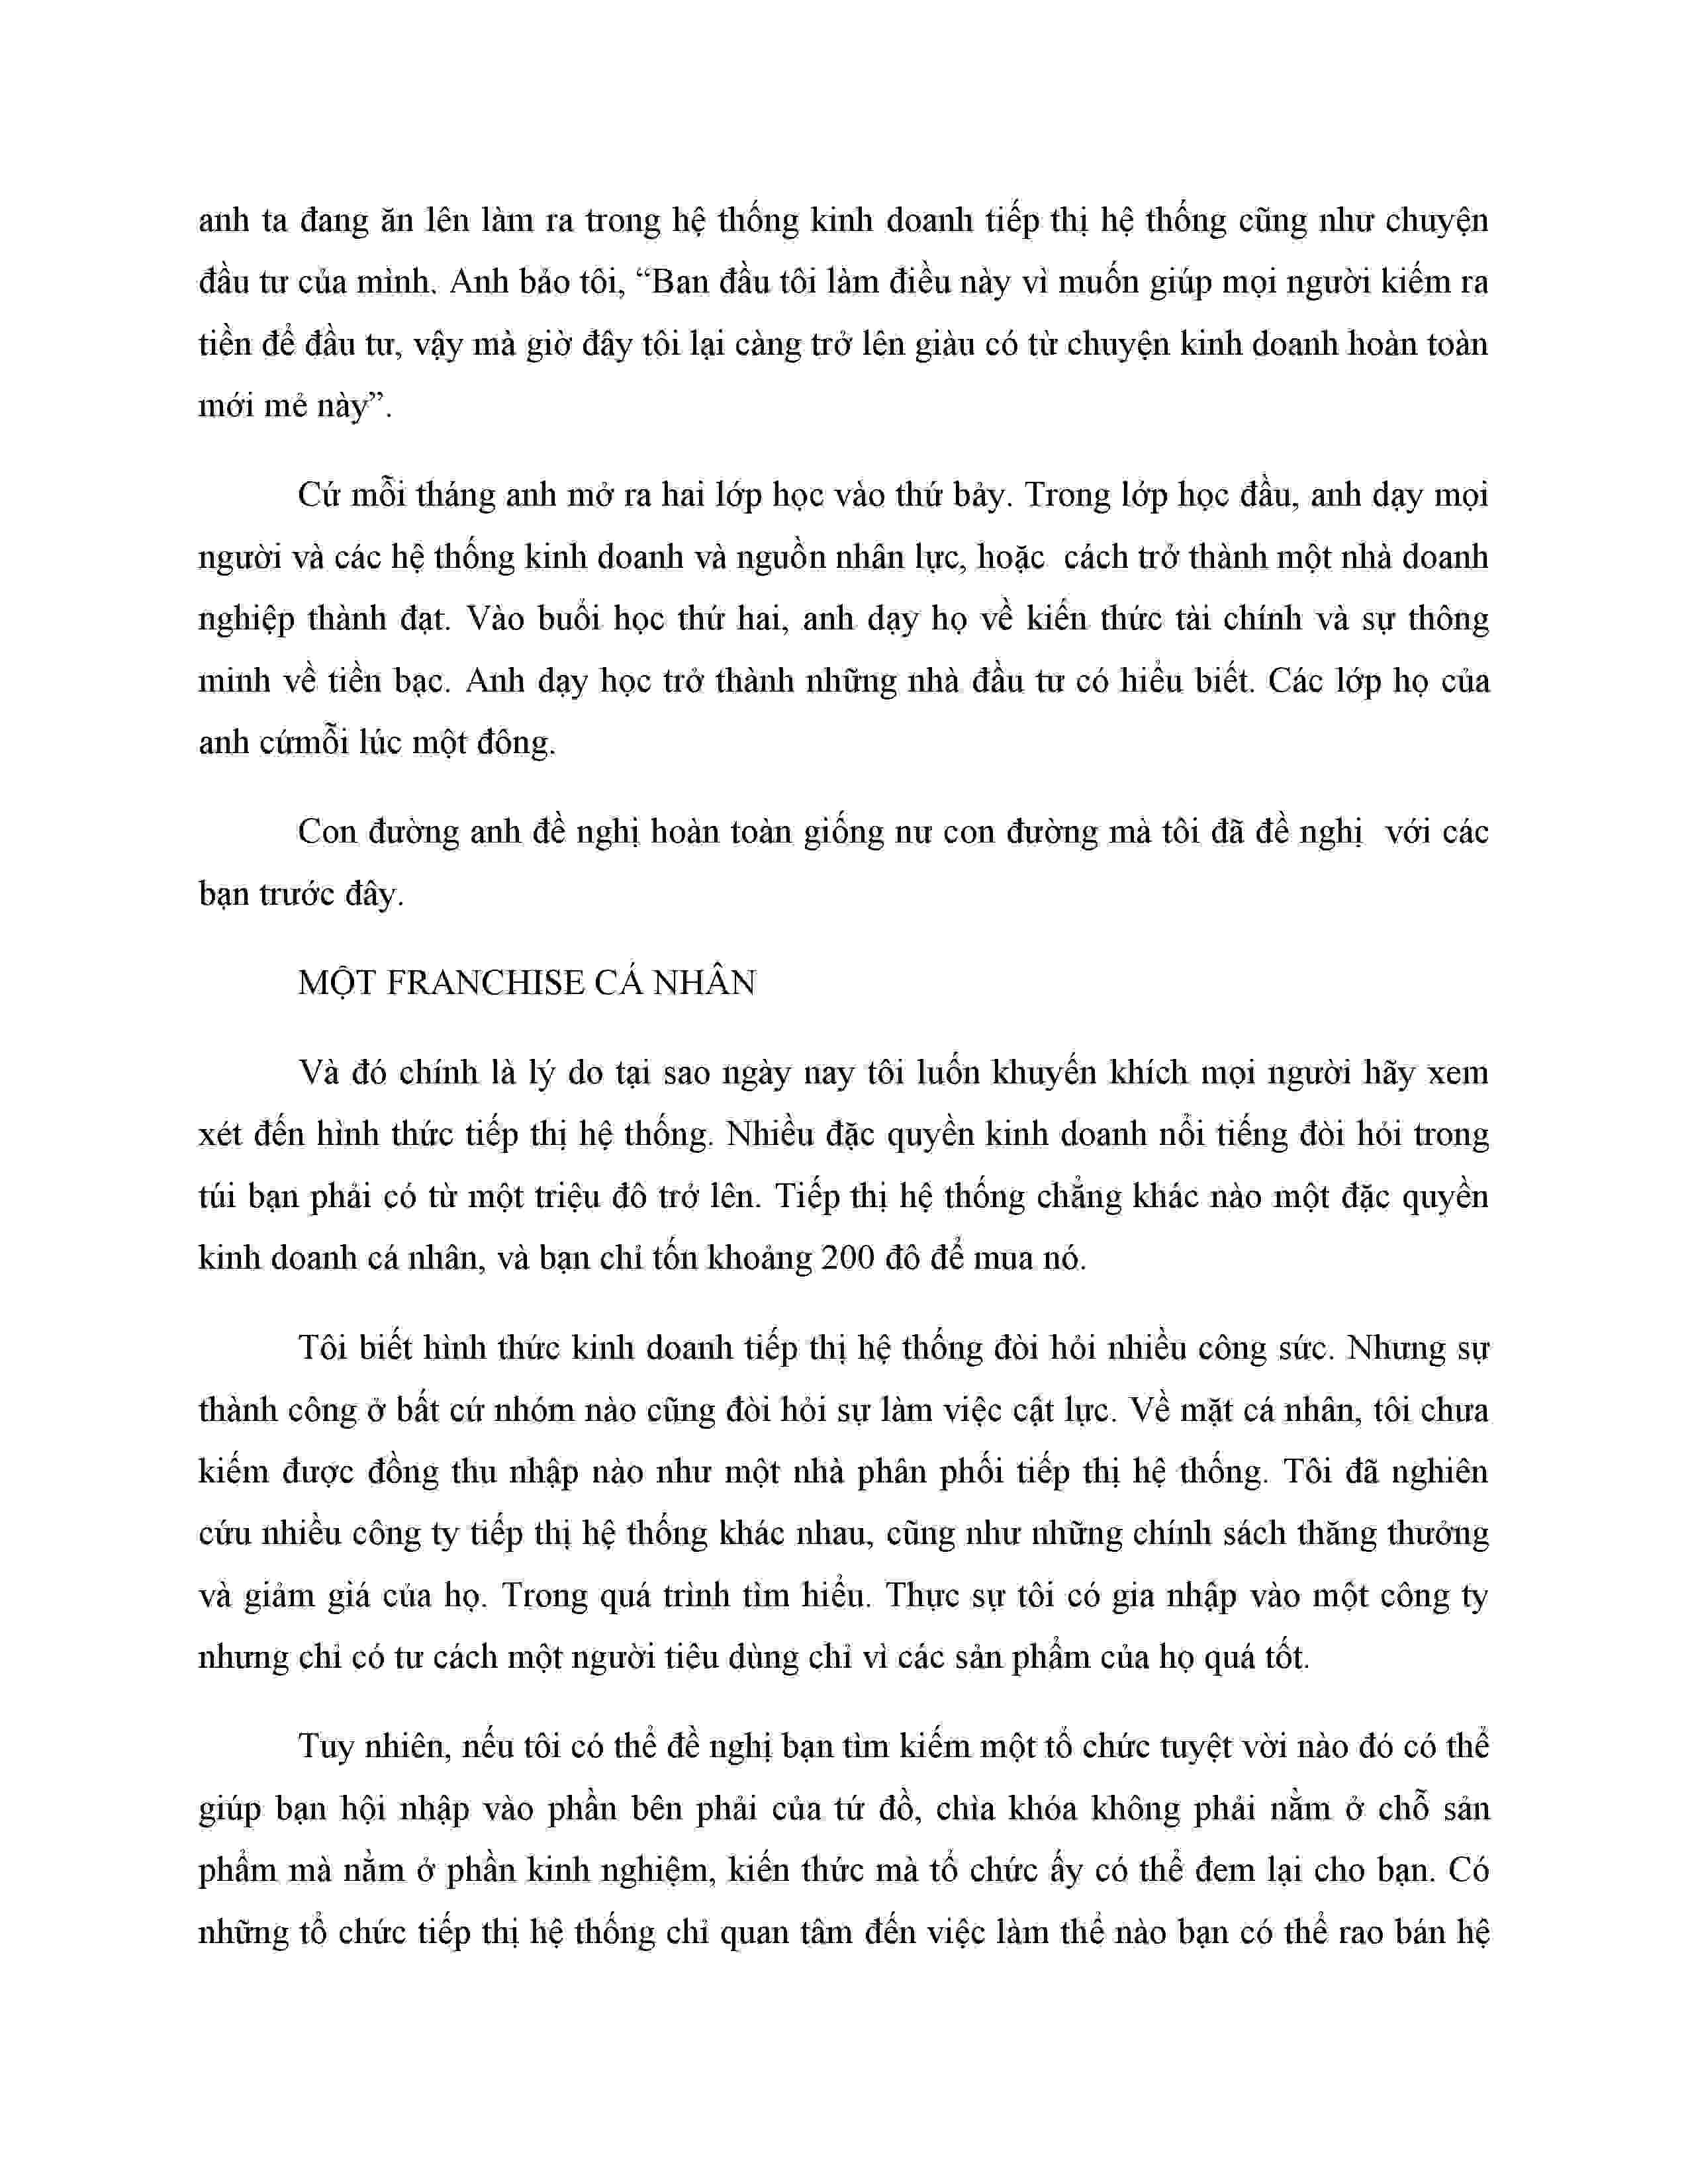 anh ta đang ăn lên làm ra trong hệ thống kinh doanh tiếp thị hệ thống cũng như chuyện
đầu tư của mình. Anh bảo tôi, “Ban đầu tôi làm điều này vì muốn giúp mọi người kiếm ra
tiền để đầu tư, vậy mà giờ đây tôi lại càng trở lên giàu có từ chuyện kinh doanh hoàn toàn
mới mẻ này”.
Cứ mỗi tháng anh mở ra hai lớp học vào thứ bảy. Trong lớp học đầu, anh dạy mọi
người và các hệ thống kinh doanh và nguồn nhân lực, hoặc cách trở thành một nhà doanh
nghiệp thành đạt. Vào buổi học thứ hai, anh dạy họ về kiến thức tài chính và sự thông
minh về tiền bạc. Anh dạy học trở thành những nhà đầu tư có hiểu biết. Các lớp họ của
anh cứmỗi lúc một đông.
Con đường anh đề nghị hoàn toàn giống nư con đường mà tôi đã đề nghị với các
bạn trước đây.
MỘT FRANCHISE CÁ NHÂN
Và đó chính là lý do tại sao ngày nay tôi luốn khuyến khích mọi người hãy xem
xét đến hình thức tiếp thị hệ thống. Nhiều đặc quyền kinh doanh nổi tiếng đòi hỏi trong
túi bạn phải có từ một triệu đô trở lên. Tiếp thị hệ thống chẳng khác nào một đặc quyền
kinh doanh cá nhân, và bạn chỉ tốn khoảng 200 đô để mua nó.
Tôi biết hình thức kinh doanh tiếp thị hệ thống đòi hỏi nhiều công sức. Nhưng sự
thành công ở bất cứ nhóm nào cũng đòi hỏi sự làm việc cật lực. Về mặt cá nhân, tôi chưa
kiếm được đồng thu nhập nào như một nhà phân phối tiếp thị hệ thống. Tôi đã nghiên
cứu nhiều công ty tiếp thị hệ thống khác nhau, cũng như những chính sách thăng thưởng
và giảm giá của họ. Trong quá trình tìm hiểu. Thực sự tôi có gia nhập vào một công ty
nhưng chỉ có tư cách một người tiêu dùng chỉ vì các sản phẩm của họ quá tốt.
Tuy nhiên, nếu tôi có thể đề nghị bạn tìm kiếm một tổ chức tuyệt vời nào đó có thể
giúp bạn hội nhập vào phần bên phải của tứ đồ, chìa khóa không phải nằm ở chỗ sản
phẩm mà nằm ở phần kinh nghiệm, kiến thức mà tổ chức ấy có thể đem lại cho bạn. Có
những tổ chức tiếp thị hệ thống chỉ quan tâm đến việc làm thể nào bạn có thể rao bán hệ